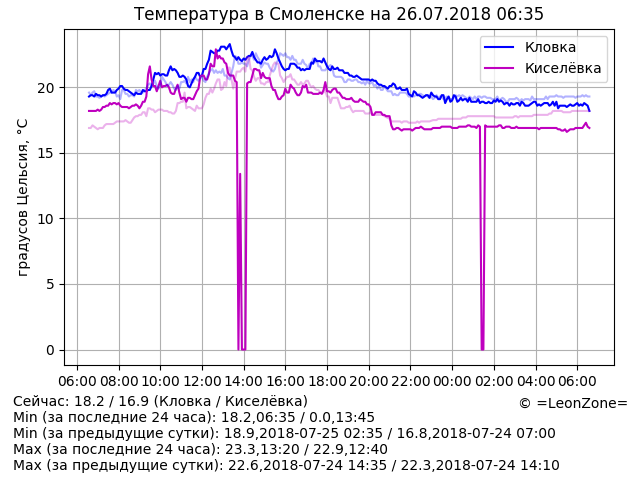 Температура в Смоленске на 26.07.2018 06:35
Кловка
Киселёвка
градусов Цельсия, °C
20
15
10
5
0
06:00 08:00 10:00 12:00 14:00 16:00 18:00 20:00 22:00 00:00 02:00 04:00 06:00
Сейчас: 18.2 / 16.9 (Кловка / Киселёвка)
© =LeonZone=
Min (за последние 24 часа): 18.2,06:35 / 0.0,13:45
Min (за предыдущие сутки): 18.9,2018-07-25 02:35 / 16.8,2018-07-24 07:00
Max (за последние 24 часа): 23.3,13:20 / 22.9,12:40
Max (за предыдущие сутки): 22.6,2018-07-24 14:35 / 22.3,2018-07-24 14:10